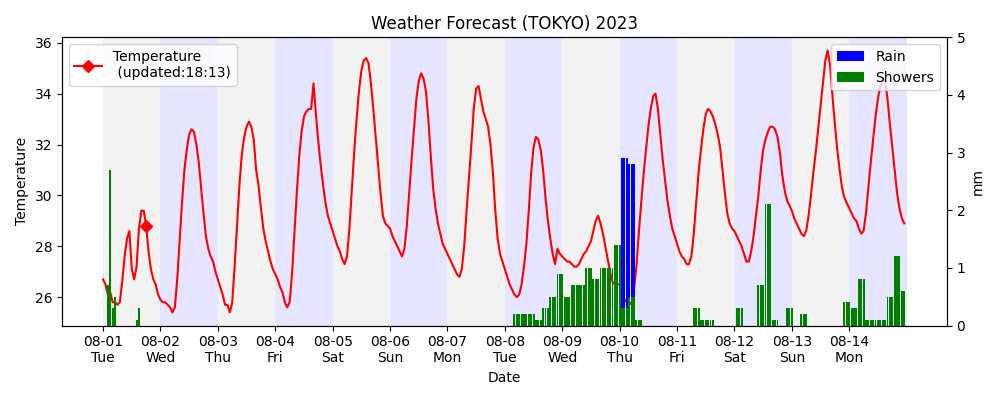 Weather Forecast (TOKYO) 2023
Temperature
(updated:18:13)
Rain
Showers
Temperature
36
34
32
30
28
26
5
4
3
2
1
0
mm
08-01 08-02 08-03 08-04 08-05 08-06 08-07 08-08 08-09 08-10 08-11 08-12 08-13 08-14
Tue Wed Thu Fri Sat Sun Mon Tue Wed Thu Fri Sat Sun Mon
Date